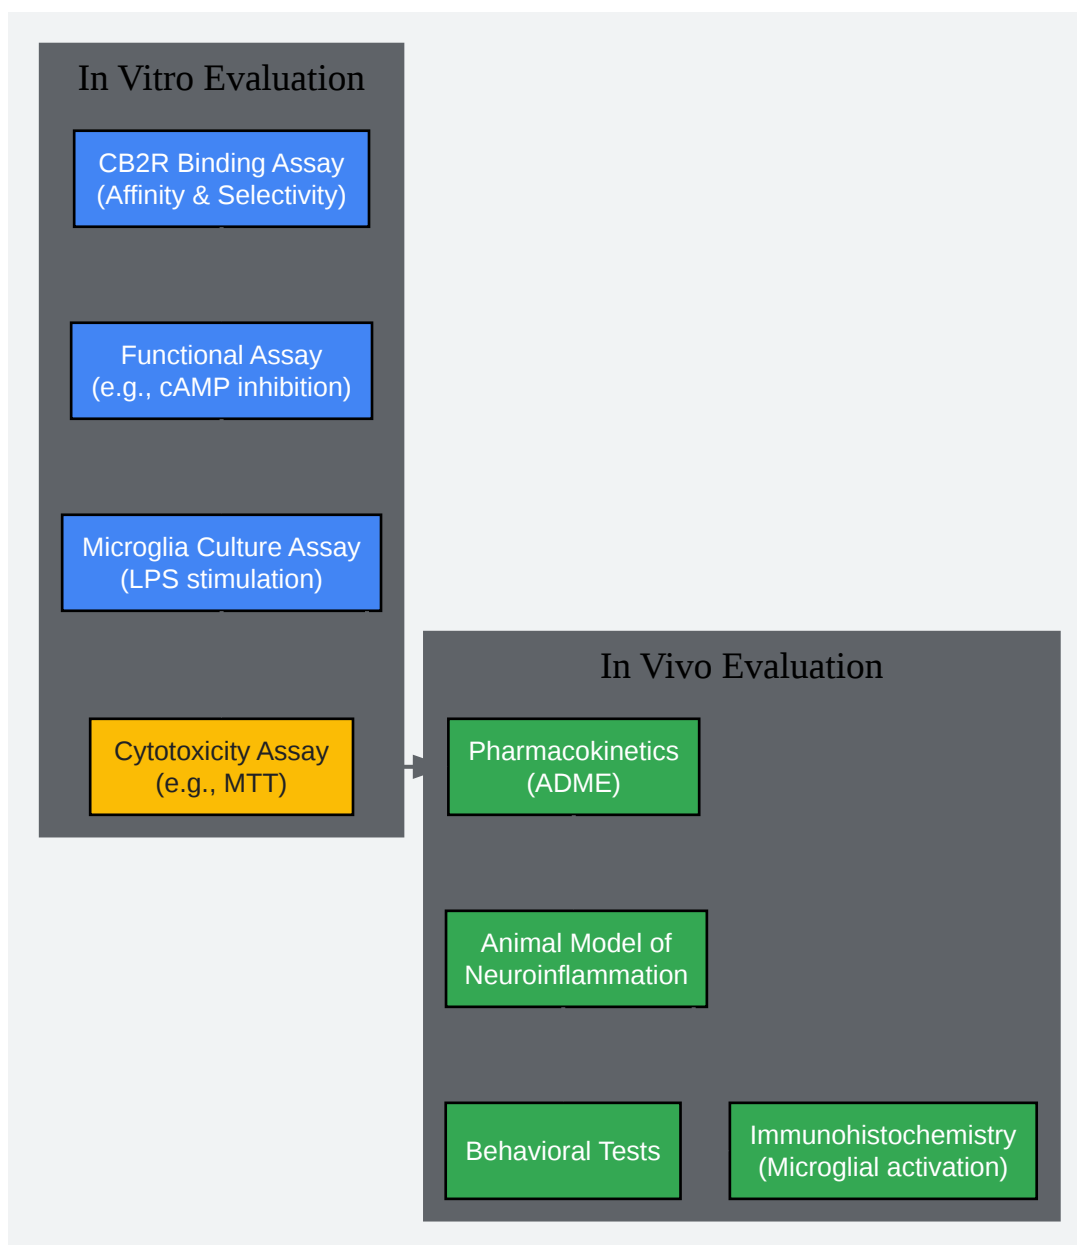 In Vitro Evaluation
CB2R Binding Assay
(Affinity & Selectivity)
Functional Assay
(e.g., cAMP inhibition)
Microglia Culture Assay
(LPS stimulation)
Cytotoxicity Assay
(e.g., MTT)
In Vivo Evaluation
Pharmacokinetics
(ADME)
Animal Model of
Neuroinflammation
Behavioral Tests
Immunohistochemistry
(Microglial activation)